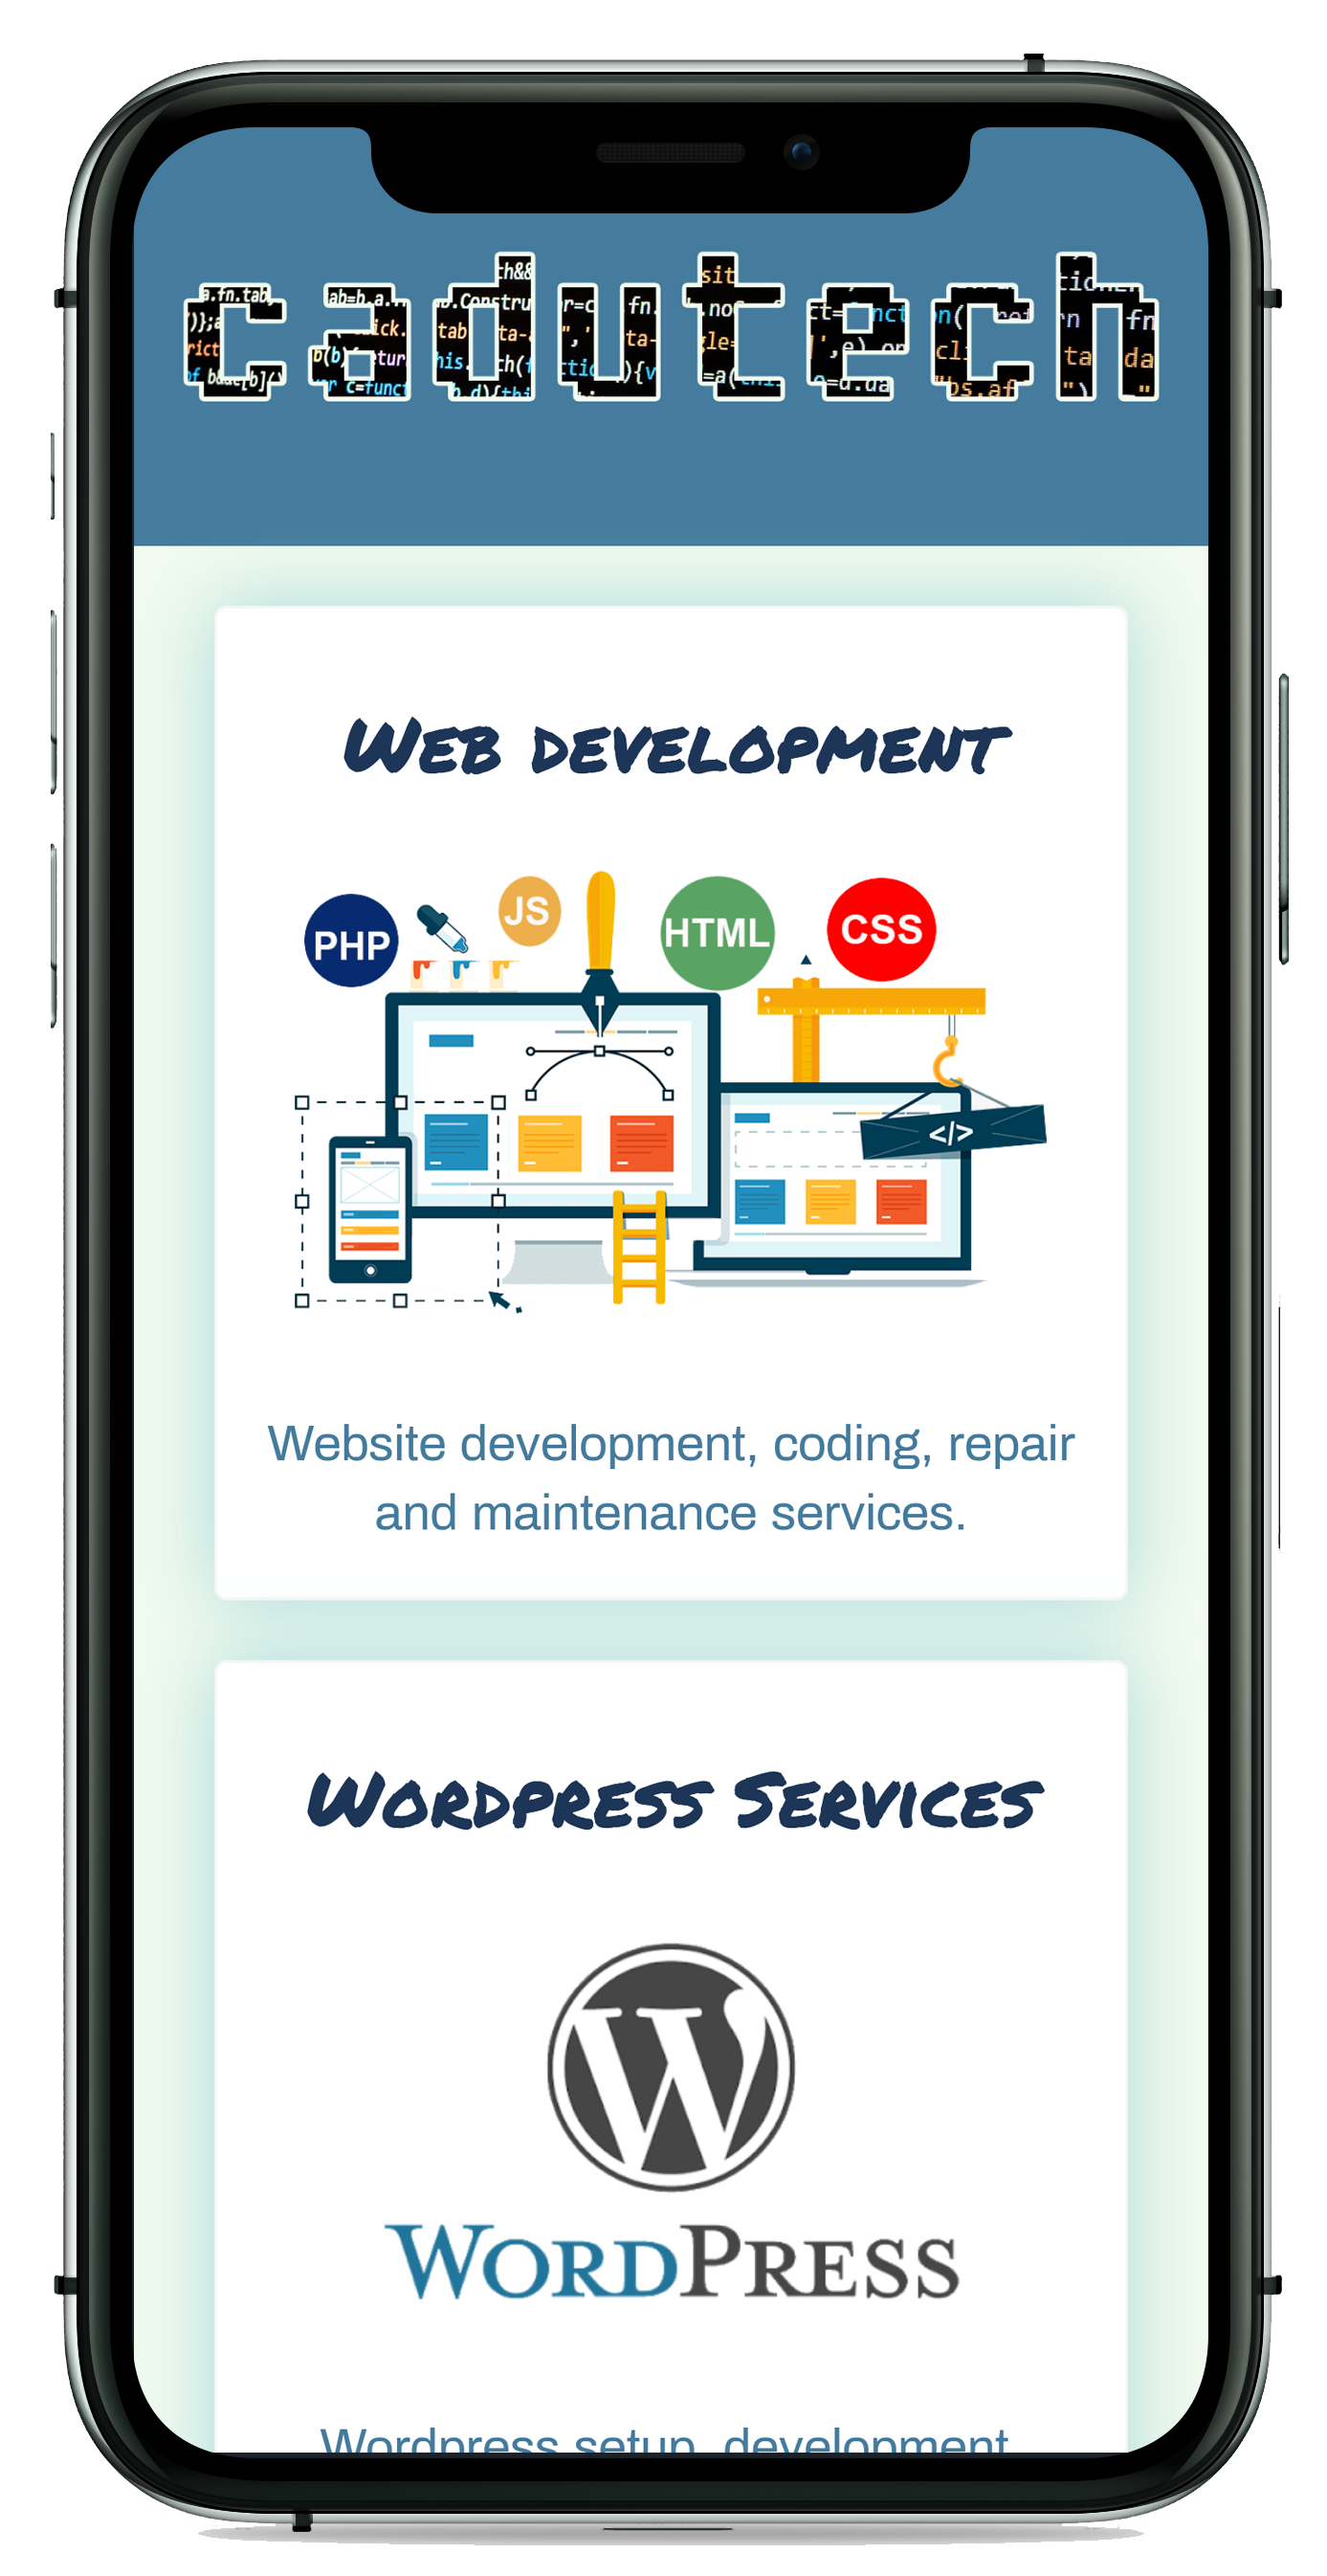 cadutech
Web development
PHP
JS
HTML
CSS
</>
Website development, coding, repair
and maintenance services.
Wordpress Services
W
WORDPRESS
Wordpress setup, development